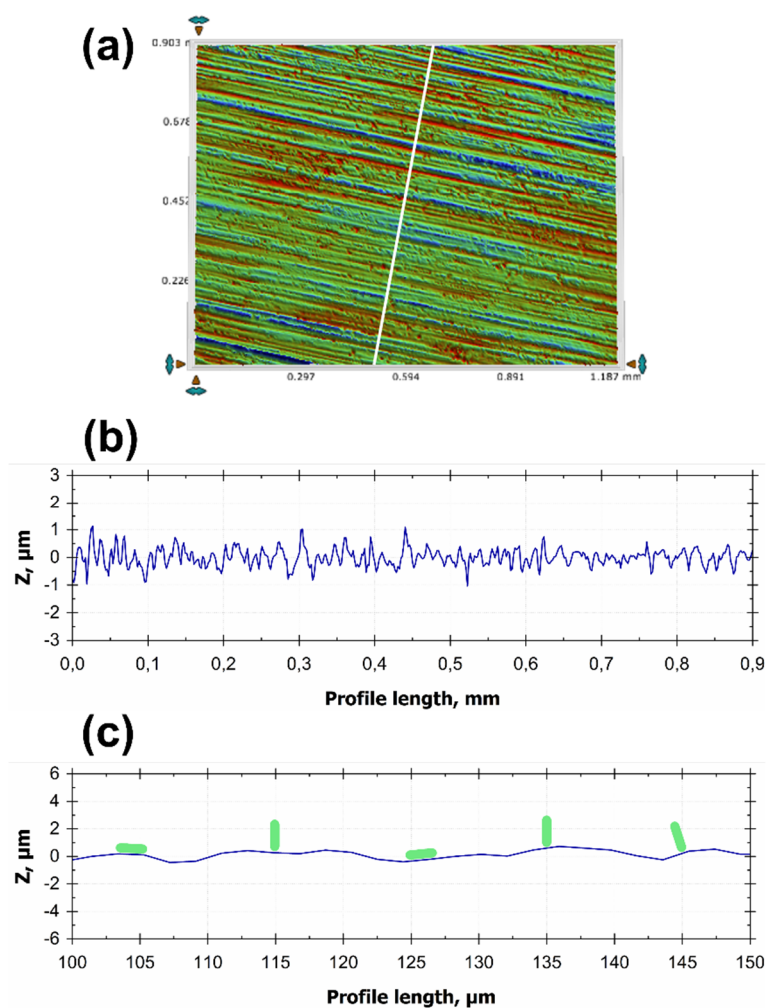 (a)
0.903 m
0.678
0.452
0.226
0.297 0.594 0.891 1.187 mm
(b)
3
2
1
0
-1
-2
-3
Z, µm
0,0 0,1 0,2 0,3 0,4 0,5 0,6 0,7 0,8 0,9
Profile length, mm
(c)
6
4
2
0
-2
-4
-6
Z, µm
100 105 110 115 120 125 130 135 140 145 150
Profile length, µm